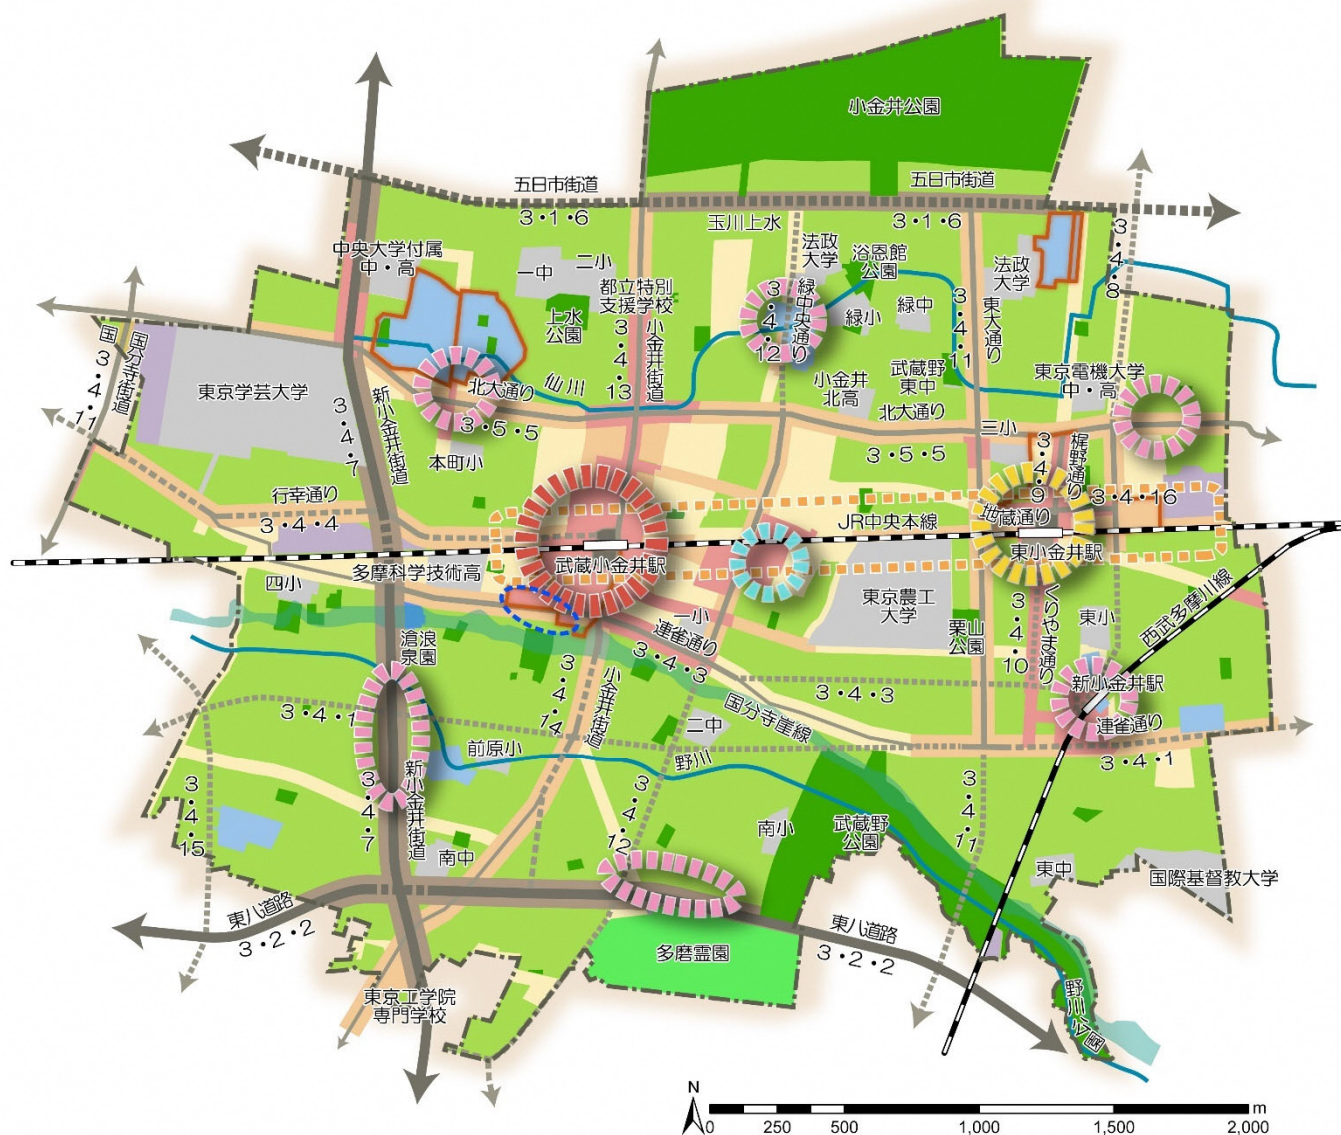 小金井公園
五日市街道
3・1・6
五日市街道
3・1・6
玉川上水
中央大学付属
中・高
一中
二小
都立特別
支援学校
上水
公園
法政
大学
浴恩館
公園
緑中央通り
3・4・12
緑小
緑中
法政
大学
3・4・8
東大通り
3・4・11
小金井街道
3・4・13
国分寺街道
国3・4・11
東京学芸大学
新小金井街道
3・4・7
北大通り
仙川
3・5・5
本町小
小金井
北高
武蔵野
東中
北大通り
3・5・5
三小
東京電機大学
中・高
梶野通り
3・4・9
3・4・16
地蔵通り
行幸通り
3・4・4
JR中央本線
武蔵小金井駅
東小金井駅
多摩科学技術高
四小
滄浪
泉園
一小
連雀通り
3・4・3
東京農工
大学
栗山
公園
くりやま通り
3・4・10
東小
西武多摩川線
新小金井駅
連雀通り
3・4・1
3・4・3
国分寺崖線
小金井街道
3・4・14
二中
野川
3・4・1
前原小
新小金井街道
3・4・7
3・4・15
南中
3・4・12
南小
武蔵野
公園
3・4・11
東中
国際基督教大学
東八道路
3・2・2
東八道路
3・2・2
多磨霊園
東京工学院
専門学校
野川公園
N
m
0
250
500
1,000
1,500
2,000